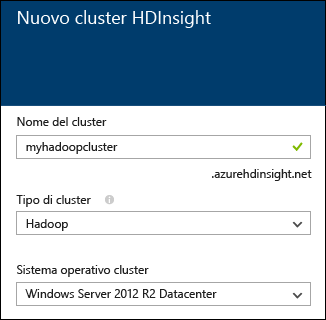 Nuovo cluster HDInsight
Nome del cluster
myhadoopcluster
.azurehdinsight.net
Tipo di cluster
Hadoop
Sistema operativo cluster
Windows Server 2012 R2 Datacenter